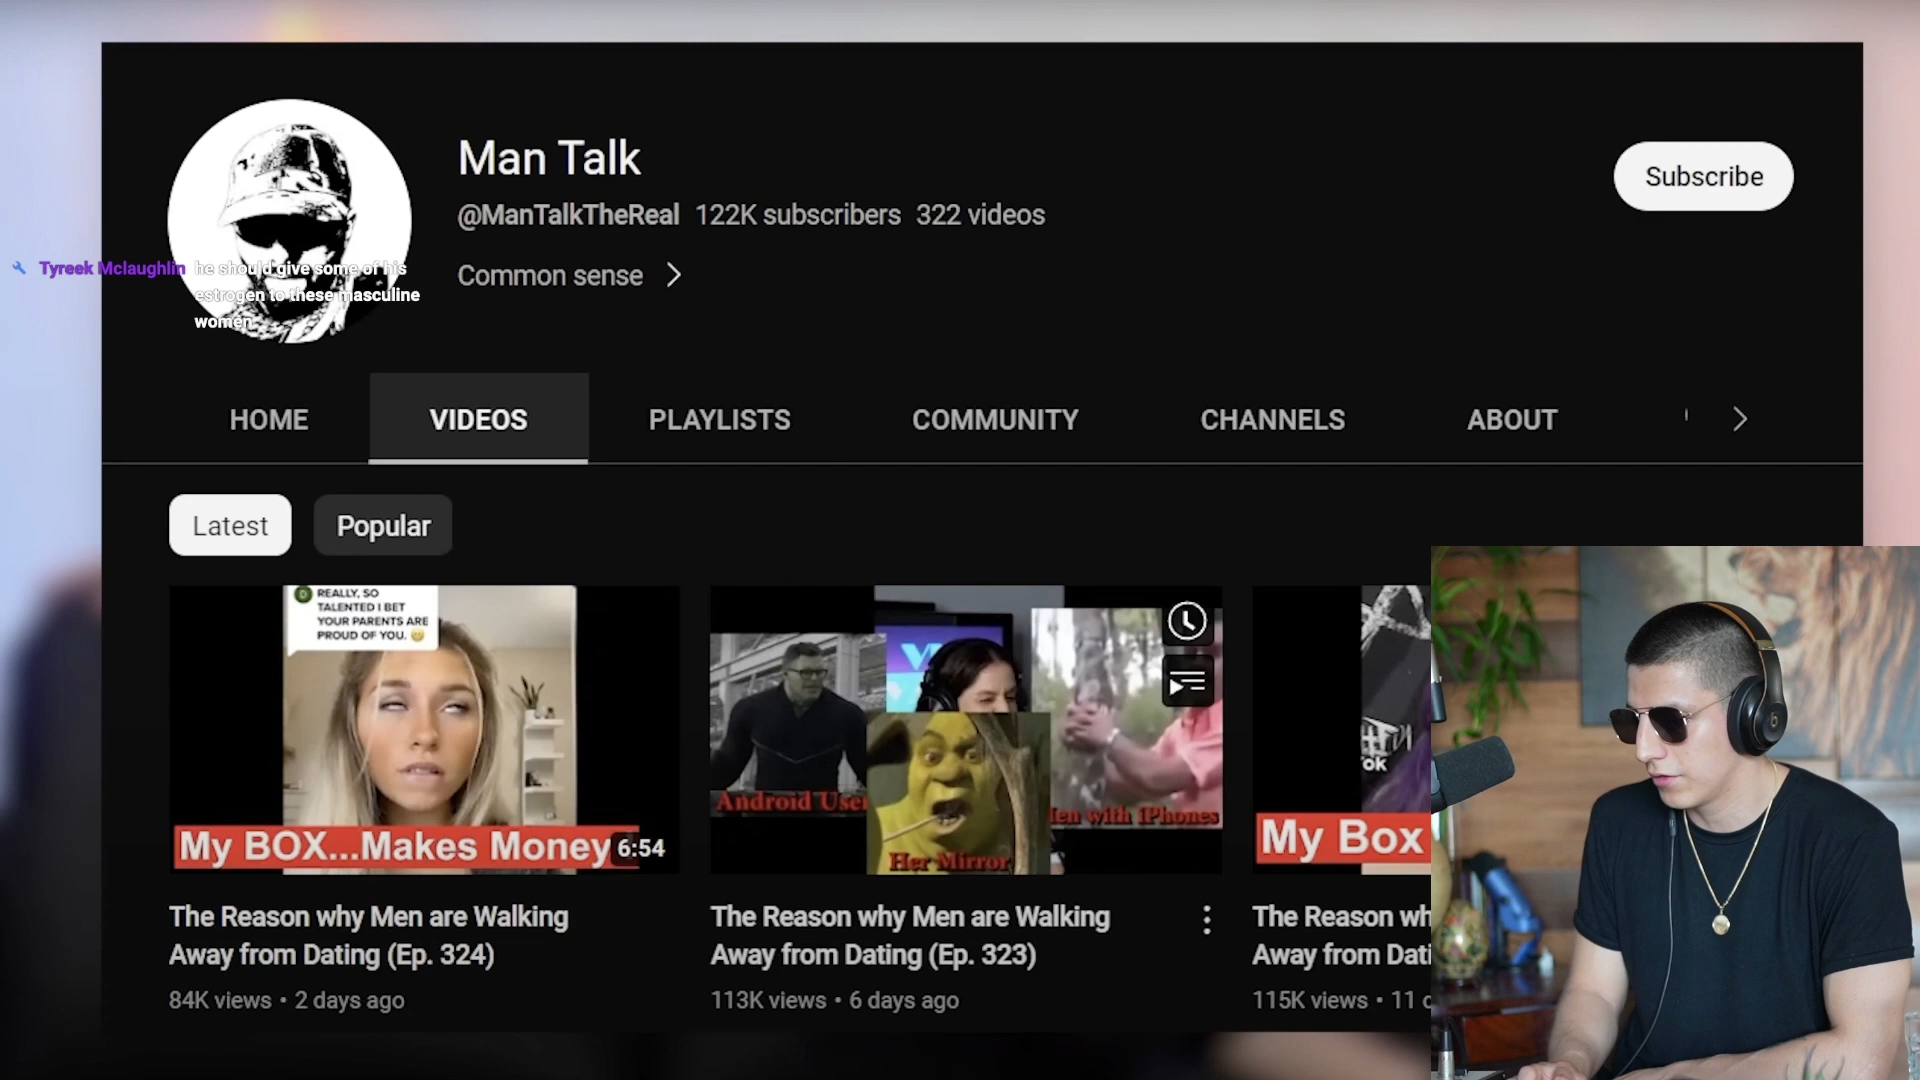 Man Talk
@ManTalkTheReal 122K subscribers 322 videos
Common sense
Subscribe
Tyreek Mclaughlin he should give some of his
estrogen to these masculine
women
HOME VIDEOS PLAYLISTS COMMUNITY CHANNELS ABOUT
Latest Popular
REALLY, SO
TALENTED I BET
YOUR PARENTS ARE
PROUD OF YOU. 😁
My BOX...Makes Money
6:54
Android User
Men with iPhones
Her Mirror
My Box
The Reason why Men are Walking
Away from Dating (Ep. 324)
84K views • 2 days ago
The Reason why Men are Walking
Away from Dating (Ep. 323)
113K views • 6 days ago
The Reason wh
Away from Dati
115K views • 11